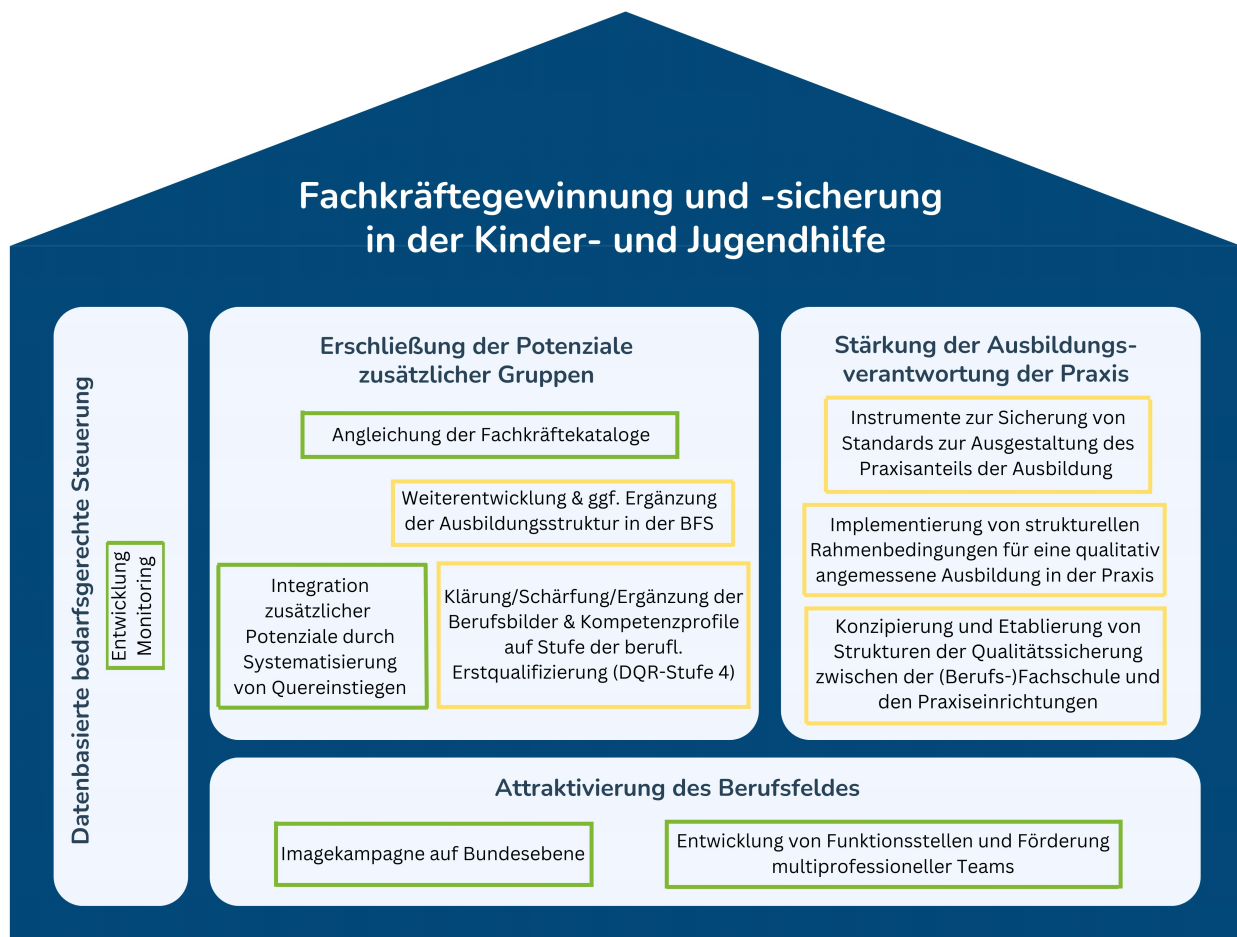 Fachkräftegewinnung und -sicherung
in der Kinder- und Jugendhilfe
Datenbasierte bedarfsgerechte Steuerung
Entwicklung
Monitoring
Erschließung der Potenziale
zusätzlicher Gruppen
Angleichung der Fachkräftekataloge
Weiterentwicklung & ggf. Ergänzung
der Ausbildungsstruktur in der BFS
Integration
zusätzlicher
Potenziale durch
Systematisierung
von Quereinstiegen
Klärung/Schärfung/Ergänzung der
Berufsbilder & Kompetenzprofile
auf Stufe der berufl.
Erstqualifizierung (DQR-Stufe 4)
Stärkung der Ausbildungs-
verantwortung der Praxis
Instrumente zur Sicherung von
Standards zur Ausgestaltung des
Praxisanteils der Ausbildung
Implementierung von strukturellen
Rahmenbedingungen für eine qualitativ
angemessene Ausbildung in der Praxis
Konzipierung und Etablierung von
Strukturen der Qualitätssicherung
zwischen der (Berufs-)Fachschule und
den Praxiseinrichtungen
Attraktivierung des Berufsfeldes
Imagekampagne auf Bundesebene
Entwicklung von Funktionsstellen und Förderung
multiprofessioneller Teams